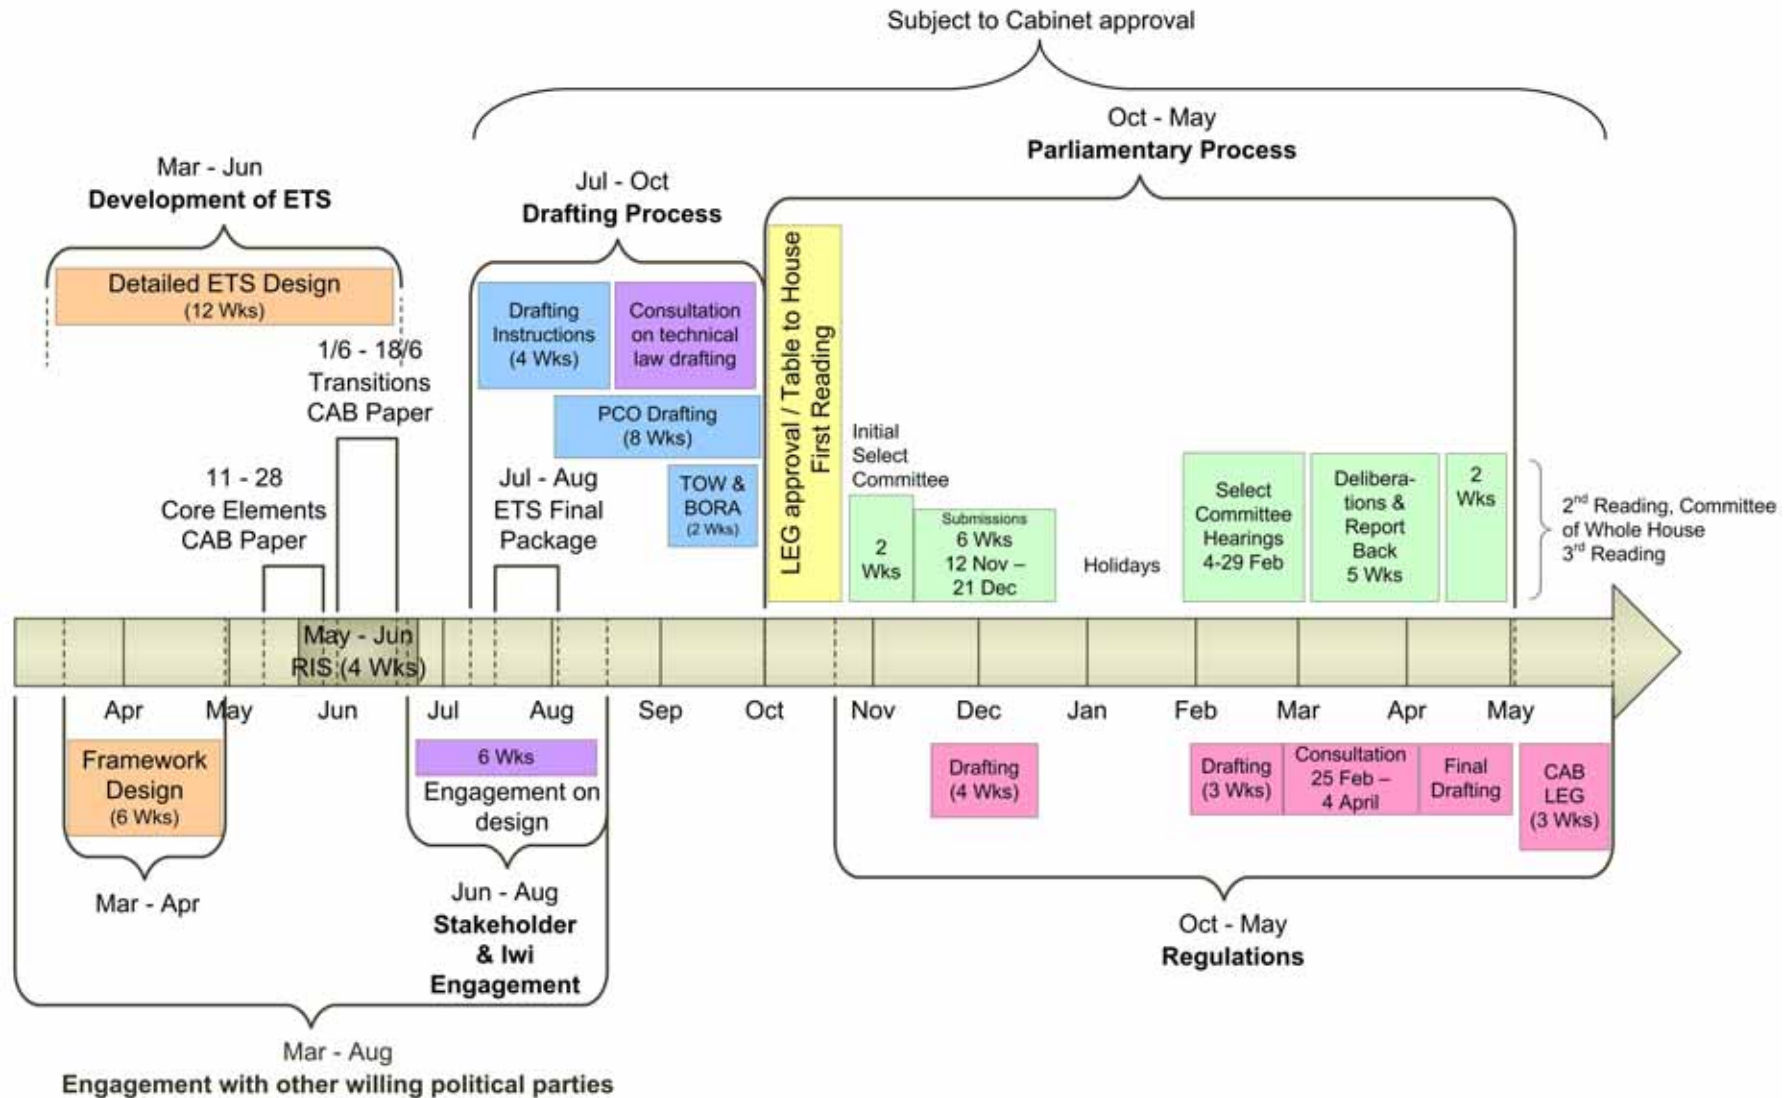 Subject to Cabinet approval
Oct - May
Parliamentary Process
Mar - Jun
Development of ETS
Jul - Oct
Drafting Process
Detailed ETS Design
(12 Wks)
1/6 - 18/6
Transitions
CAB Paper
11 - 28
Core Elements
CAB Paper
Drafting
Instructions
(4 Wks)
Consultation
on technical
law drafting
PCO Drafting
(8 Wks)
TOW &
BORA
(2 Wks)
Jul - Aug
ETS Final
Package
LEG approval / Table to House
First Reading
Initial
Select
Committee
2
Wks
Submissions
6 Wks
12 Nov –
21 Dec
Holidays
Select
Committee
Hearings
4-29 Feb
Delibera-
tions &
Report
Back
5 Wks
2
Wks
2nd Reading, Committee
of Whole House
3rd Reading
May - Jun
RIS (4 Wks)
Apr May Jun Jul Aug Sep Oct Nov Dec Jan Feb Mar Apr May
Framework
Design
(6 Wks)
Mar - Apr
6 Wks
Engagement on
design
Jun - Aug
Stakeholder
& Iwi
Engagement
Drafting
(4 Wks)
Drafting
(3 Wks)
Consultation
25 Feb –
4 April
Final
Drafting
CAB
LEG
(3 Wks)
Oct - May
Regulations
Mar - Aug
Engagement with other willing political parties